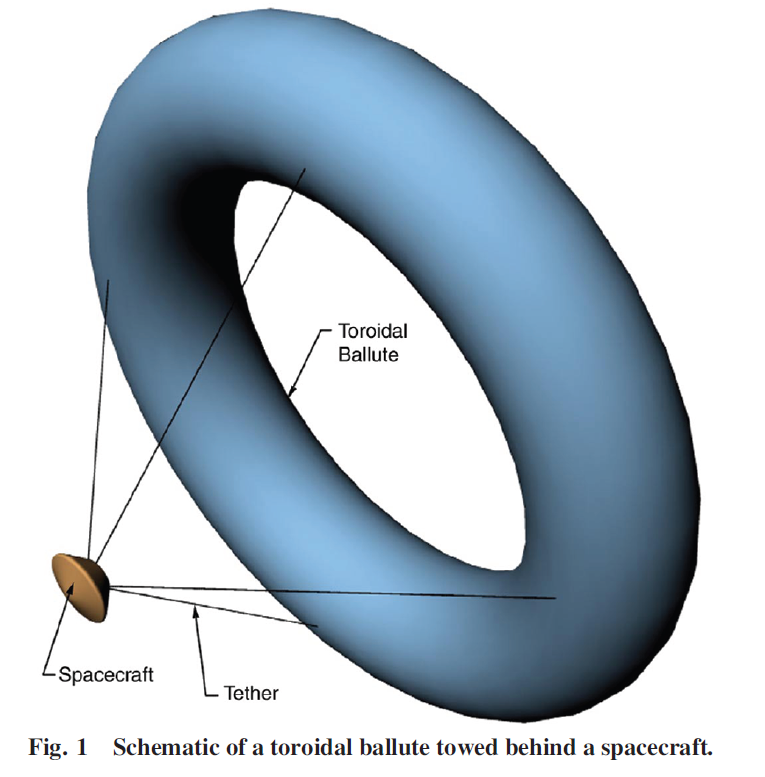 Toroidal
Ballute
Spacecraft
Tether
Fig. 1 Schematic of a toroidal ballute towed behind a spacecraft.